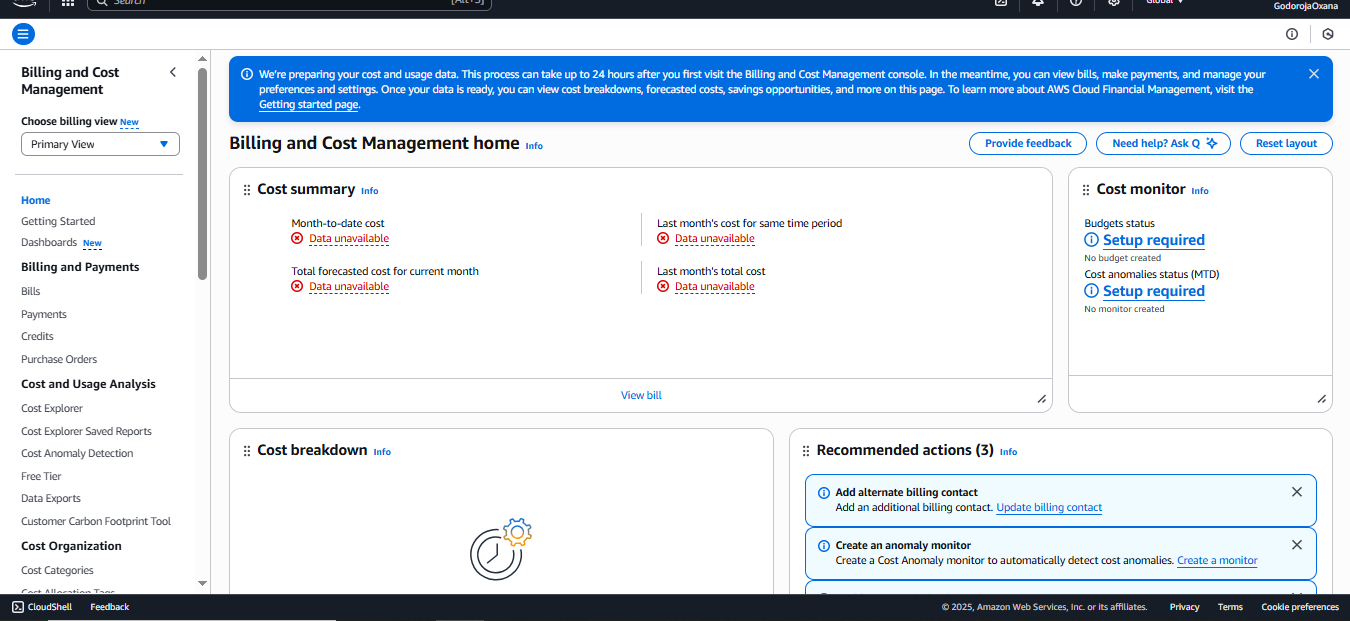 Search
[Alt+S]
Global
GodorojaOxana
Billing and Cost
Management
Choose billing view New
Primary View
Home
Getting Started
Dashboards New
Billing and Payments
Bills
Payments
Credits
Purchase Orders
Cost and Usage Analysis
Cost Explorer
Cost Explorer Saved Reports
Cost Anomaly Detection
Free Tier
Data Exports
Customer Carbon Footprint Tool
Cost Organization
Cost Categories
Cost Allocation Tags
We're preparing your cost and usage data. This process can take up to 24 hours after you first visit the Billing and Cost Management console. In the meantime, you can view bills, make payments, and manage your
preferences and settings. Once your data is ready, you can view cost breakdowns, forecasted costs, savings opportunities, and more on this page. To learn more about AWS Cloud Financial Management, visit the
Getting started page.
Billing and Cost Management home Info
Provide feedback
Need help? Ask Q
Reset layout
Cost summary Info
Month-to-date cost
Data unavailable
Last month's cost for same time period
Data unavailable
Total forecasted cost for current month
Data unavailable
Last month's total cost
Data unavailable
View bill
Cost monitor Info
Budgets status
Setup required
No budget created
Cost anomalies status (MTD)
Setup required
No monitor created
Cost breakdown Info
Recommended actions (3) Info
Add alternate billing contact
Add an additional billing contact. Update billing contact
Create an anomaly monitor
Create a Cost Anomaly monitor to automatically detect cost anomalies. Create a monitor
CloudShell
Feedback
© 2025, Amazon Web Services, Inc. or its affiliates.
Privacy
Terms
Cookie preferences